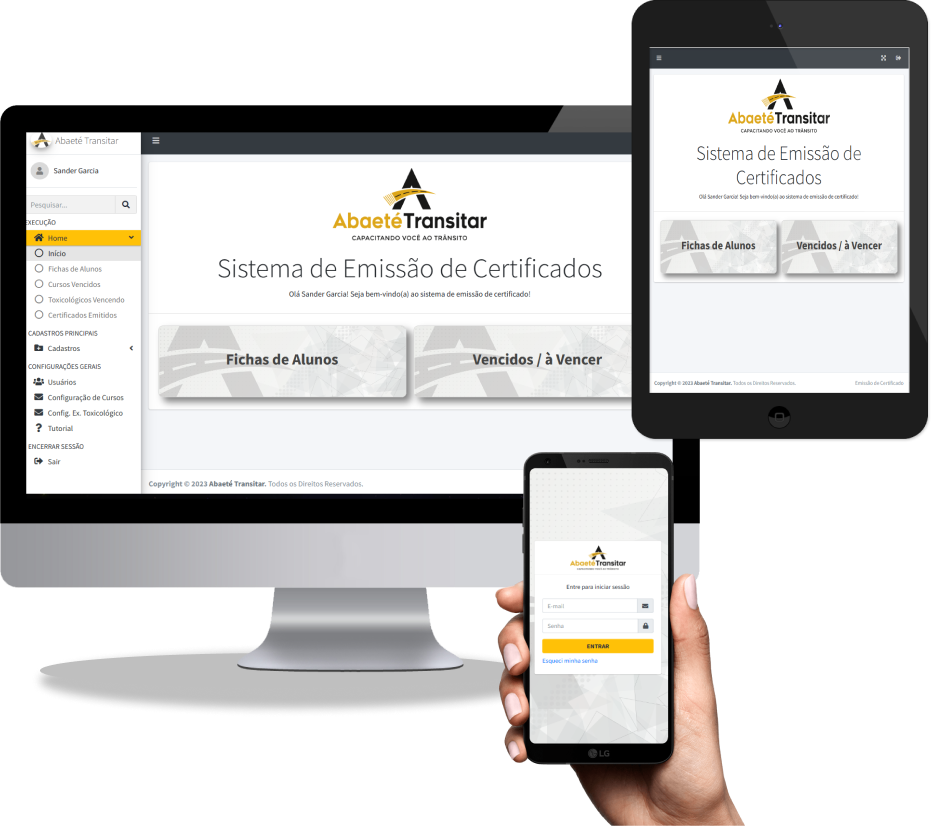 Abaeté Transitar
Sander Garcia
Pesquisar...
EXECUÇÃO
Home
Início
Fichas de Alunos
Cursos Vencidos
Toxicológicos Vencendo
Certificados Emitidos
CADASTROS PRINCIPAIS
Cadastros
CONFIGURAÇÕES GERAIS
Usuários
Configuração de Cursos
Config. Ex. Toxicológico
Tutorial
ENCERRAR SESSÃO
Sair
AbaetéTransitar
CAPACITANDO VOCÊ AO TRÂNSITO
Sistema de Emissão de Certificados
Olá Sander Garcia! Seja bem-vindo(a) ao sistema de emissão de certificado!
Fichas de Alunos
Vencidos / à Vencer
Copyright © 2023 Abaeté Transitar. Todos os Direitos Reservados.
AbaetéTransitar
CAPACITANDO VOCÊ AO TRÂNSITO
Sistema de Emissão de
Certificados
Olá Sander Garcia! Seja bem-vindo(a) ao sistema de emissão de certificado!
Fichas de Alunos
Vencidos / à Vencer
Copyright © 2023 Abaeté Transitar. Todos os Direitos Reservados.
Emissão de Certificado
AbaetéTransitar
CAPACITANDO VOCÊ AO TRÂNSITO
Entre para iniciar sessão
E-mail
Senha
ENTRAR
Esqueci minha senha
LG